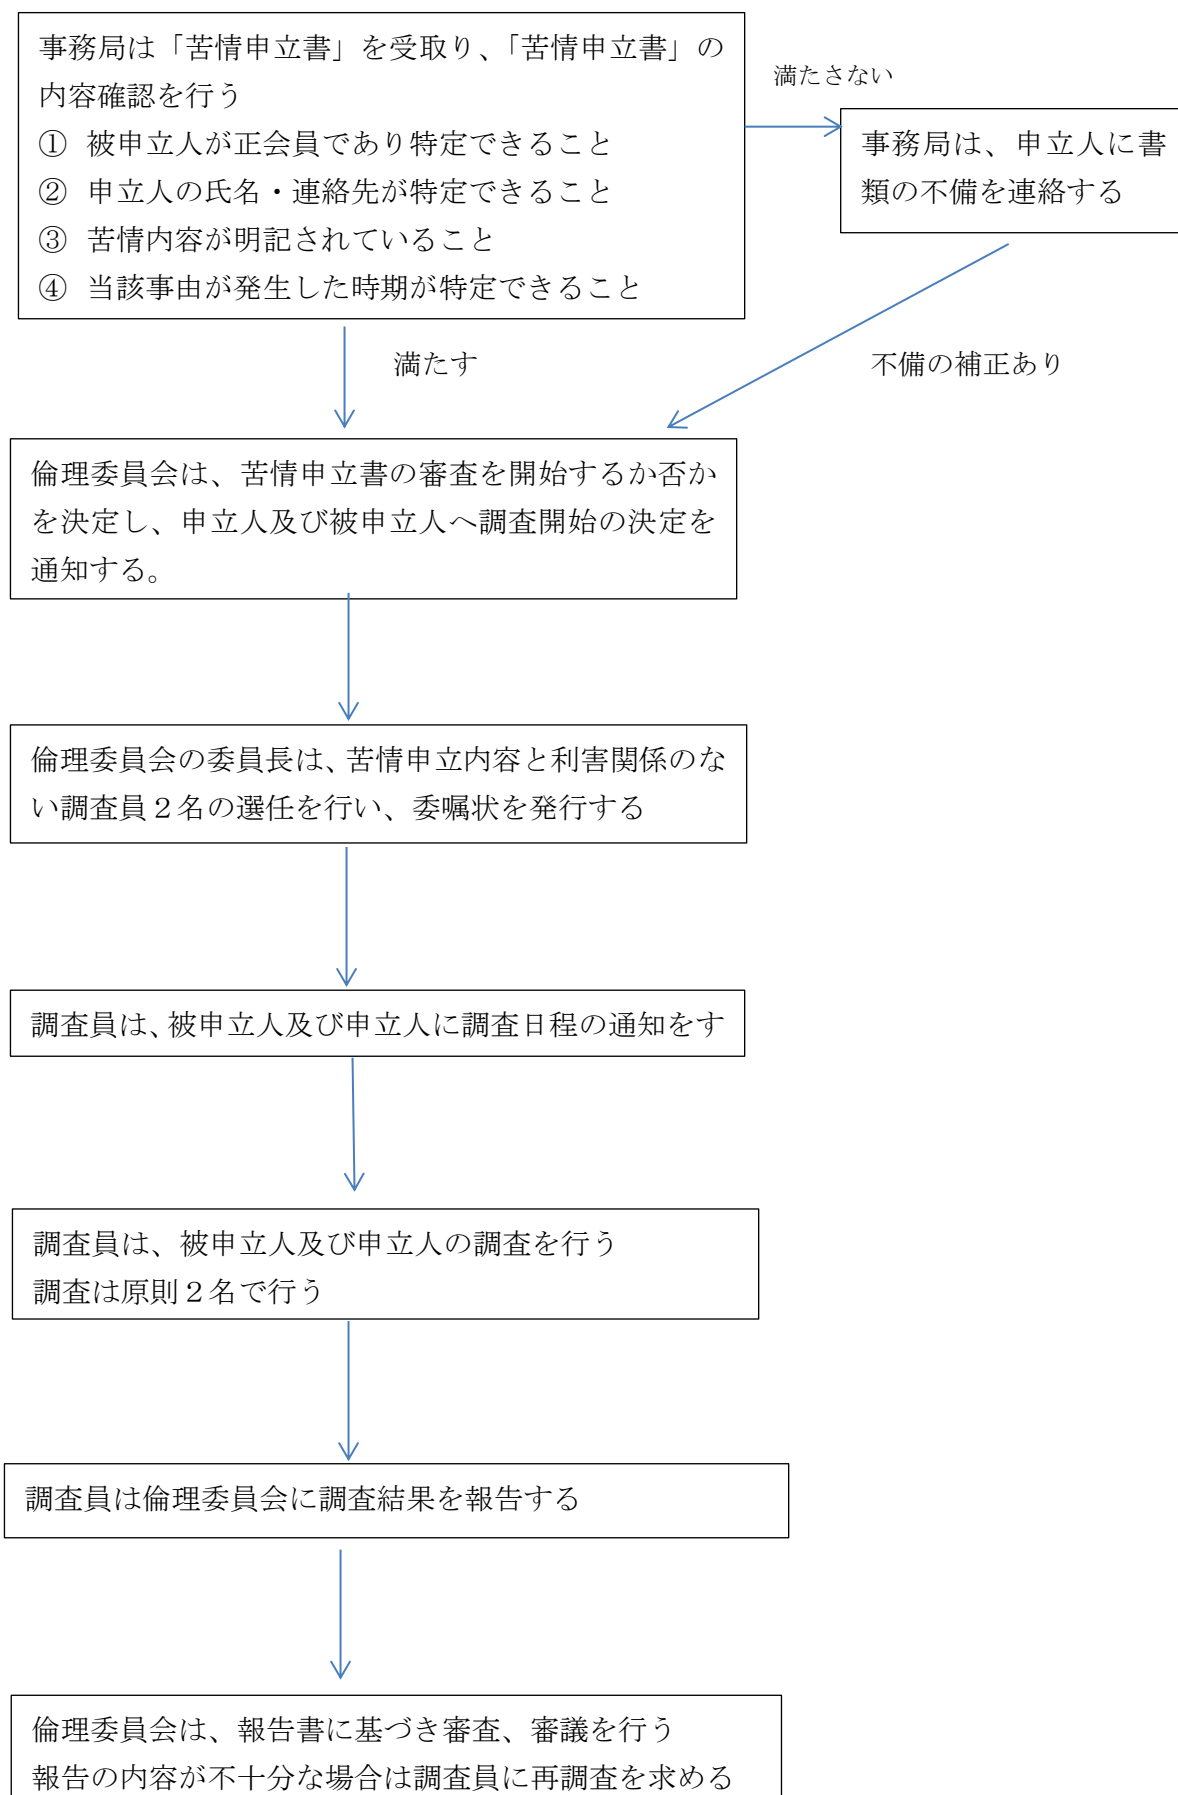 事務局は「苦情申立書」を受取り、「苦情申立書」の
内容確認を行う
① 被申立人が正会員であり特定できること
② 申立人の氏名・連絡先が特定できること
③ 苦情内容が明記されていること
④ 当該事由が発生した時期が特定できること
満たさない
事務局は、申立人に書
類の不備を連絡する
満たす
不備の補正あり
倫理委員会は、苦情申立書の審査を開始するか否か
を決定し、申立人及び被申立人へ調査開始の決定を
通知する。
倫理委員会の委員長は、苦情申立内容と利害関係のな
い調査員２名の選任を行い、委嘱状を発行する
調査員は、被申立人及び申立人に調査日程の通知をす
調査員は、被申立人及び申立人の調査を行う
調査は原則２名で行う
調査員は倫理委員会に調査結果を報告する
倫理委員会は、報告書に基づき審査、審議を行う
報告の内容が不十分な場合は調査員に再調査を求める